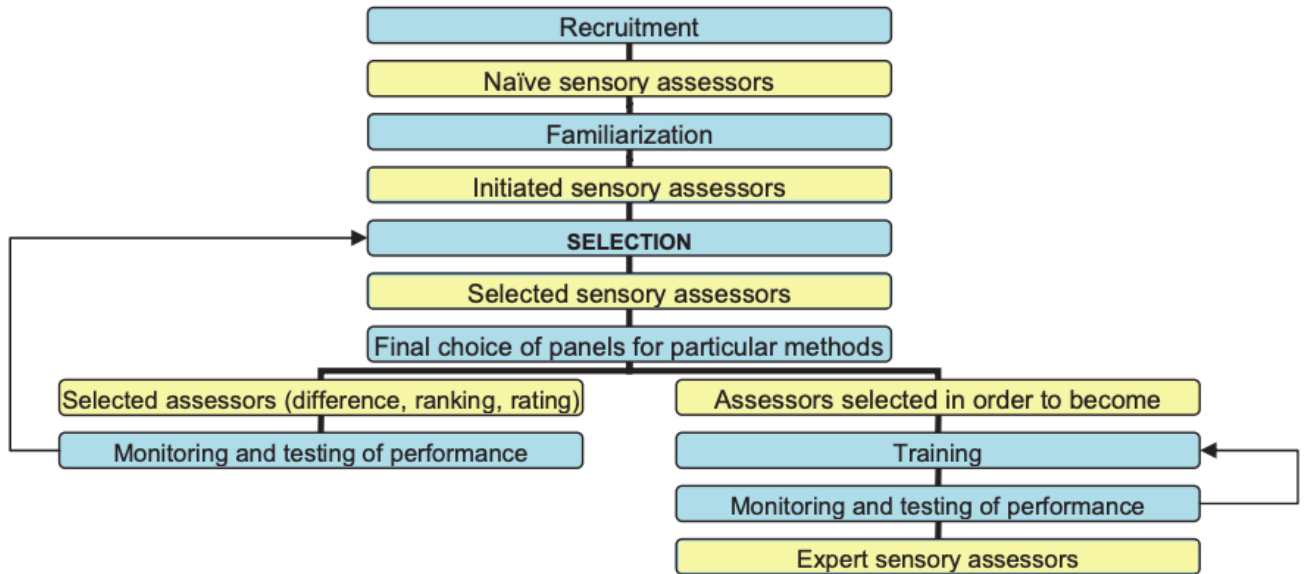 Recruitment
Naïve sensory assessors
Familiarization
Initiated sensory assessors
SELECTION
Selected sensory assessors
Final choice of panels for particular methods
Selected assessors (difference, ranking, rating)
Monitoring and testing of performance
Assessors selected in order to become
Training
Monitoring and testing of performance
Expert sensory assessors